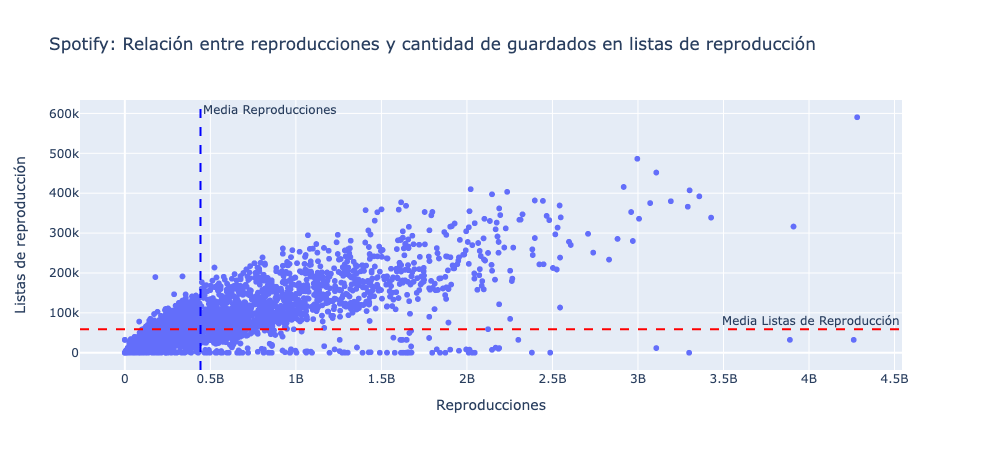 Spotify: Relación entre reproducciones y cantidad de guardados en listas de reproducción
Media Reproducciones
600k
500k
400k
300k
200k
100k
0
Media Listas de Reproducción
Listas de reproducción
0
0.5B
1B
1.5B
2B
2.5B
3B
3.5B
4B
4.5B
Reproducciones